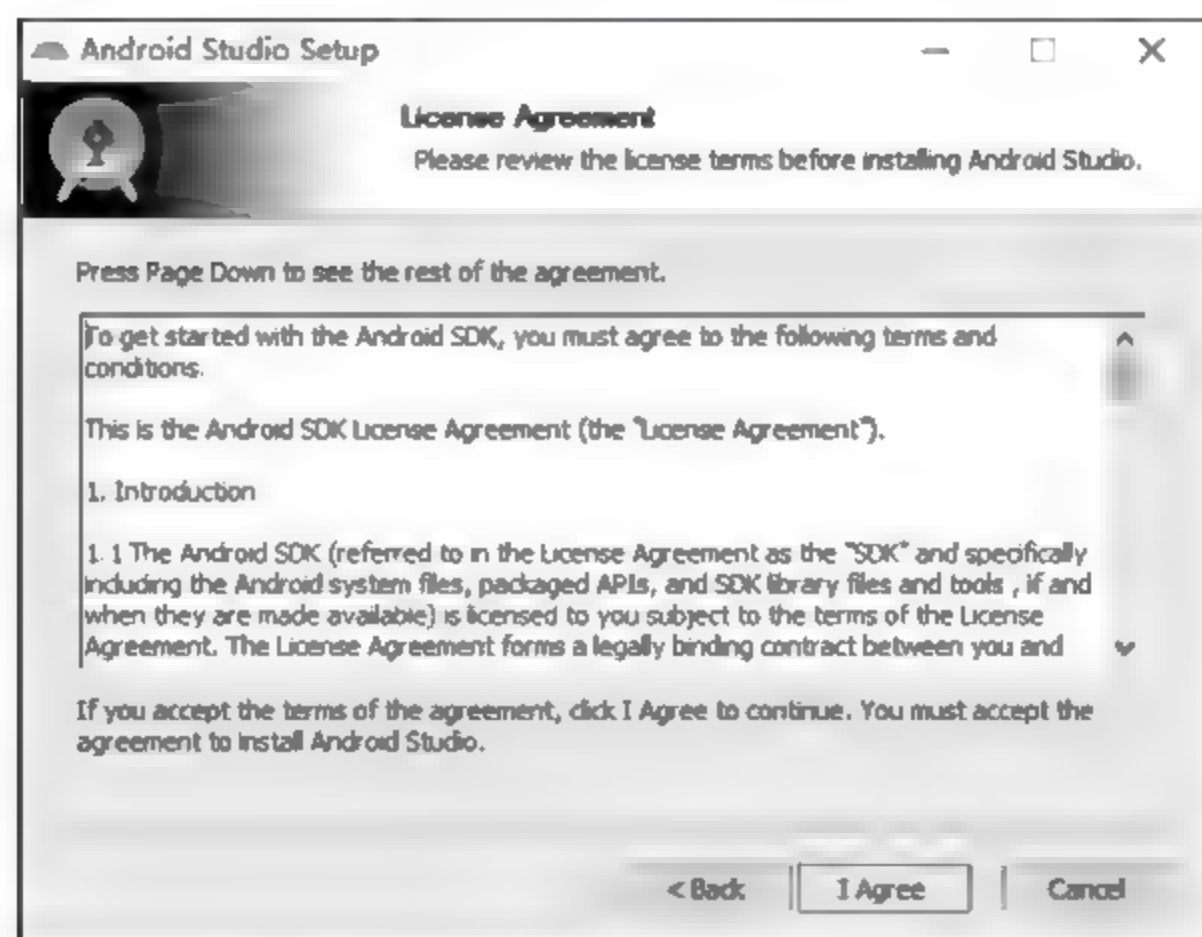 Android Studio Setup
License Agreement
Please review the license terms before installing Android Studio.
Press Page Down to see the rest of the agreement.
To get started with the Android SDK, you must agree to the following terms and
conditions.
This is the Android SDK License Agreement (the "License Agreement").
1. Introduction
1.1 The Android SDK (referred to in the License Agreement as the "SDK" and specifically
including the Android system files, packaged APIs, and SDK library files and tools , if and
when they are made available) is licensed to you subject to the terms of the License
Agreement. The License Agreement forms a legally binding contract between you and
If you accept the terms of the agreement, click I Agree to continue. You must accept the
agreement to install Android Studio.
< Back
I Agree
Cancel